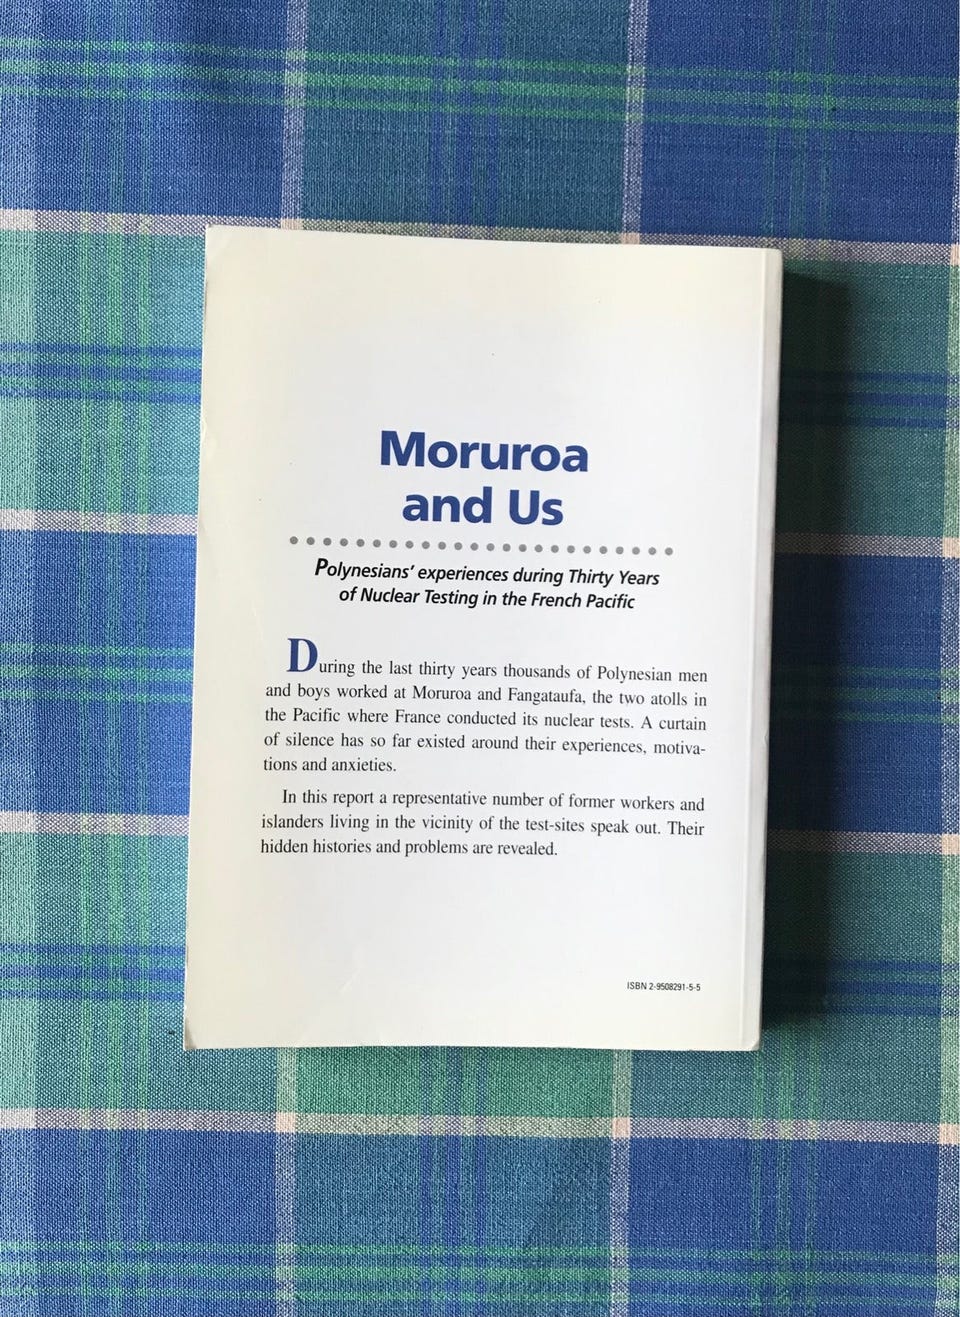 Moruroa
and Us
Polynesians' experiences during Thirty Years
of Nuclear Testing in the French Pacific
During the last thirty years thousands of Polynesian men
and boys worked at Moruroa and Fangataufa, the two atolls in
the Pacific where France conducted its nuclear tests. A curtain
of silence has so far existed around their experiences, motiva-
tions and anxieties.
In this report a representative number of former workers and
islanders living in the vicinity of the test-sites speak out. Their
hidden histories and problems are revealed.
ISBN 2-9508291-5-5